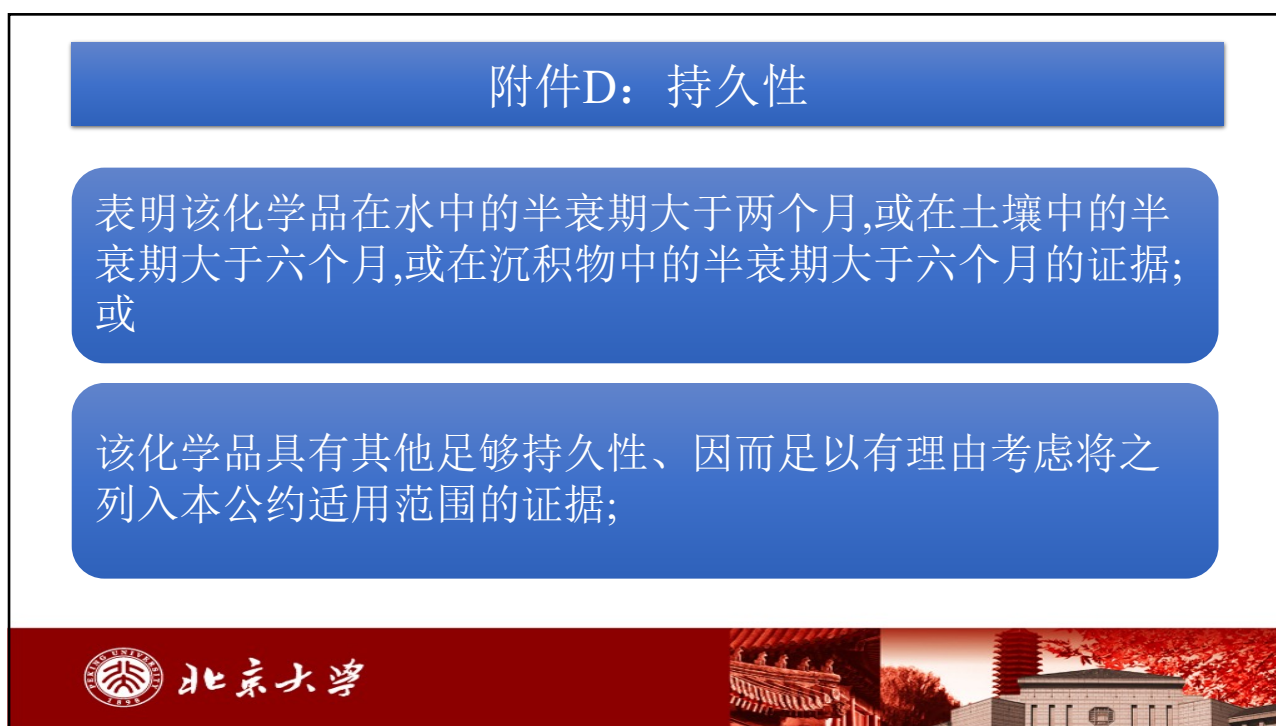 附件D：持久性
表明该化学品在水中的半衰期大于两个月,或在土壤中的半
衰期大于六个月,或在沉积物中的半衰期大于六个月的证据;
或
该化学品具有其他足够持久性、因而足以有理由考虑将之
列入本公约适用范围的证据;
PEKING UNIVERSITY
1898
北京大学